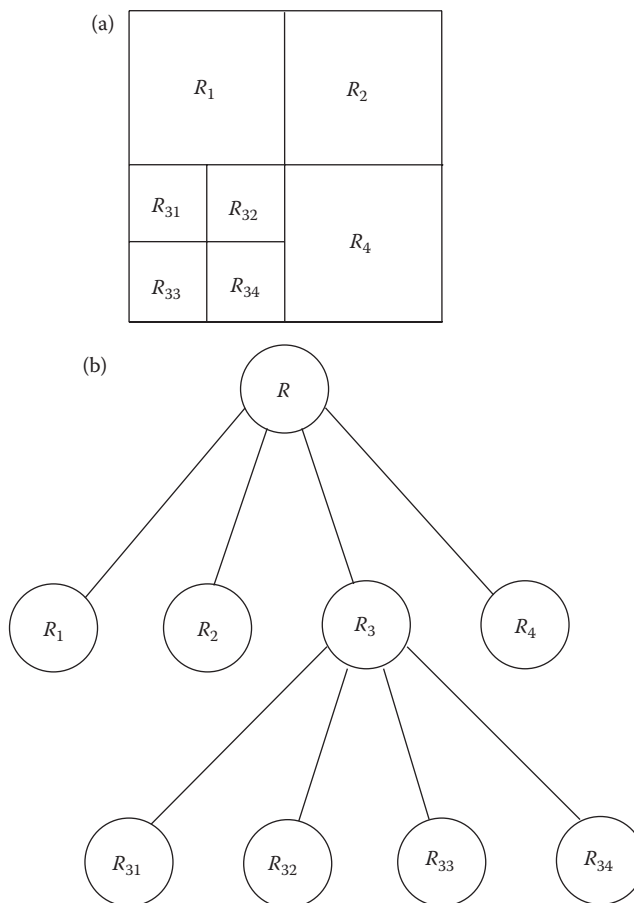 (a)
R₁ R₂
R₃₁ R₃₂
R₄
R₃₃ R₃₄
(b)
R
R₁ R₂ R₃ R₄
R₃₁ R₃₂ R₃₃ R₃₄